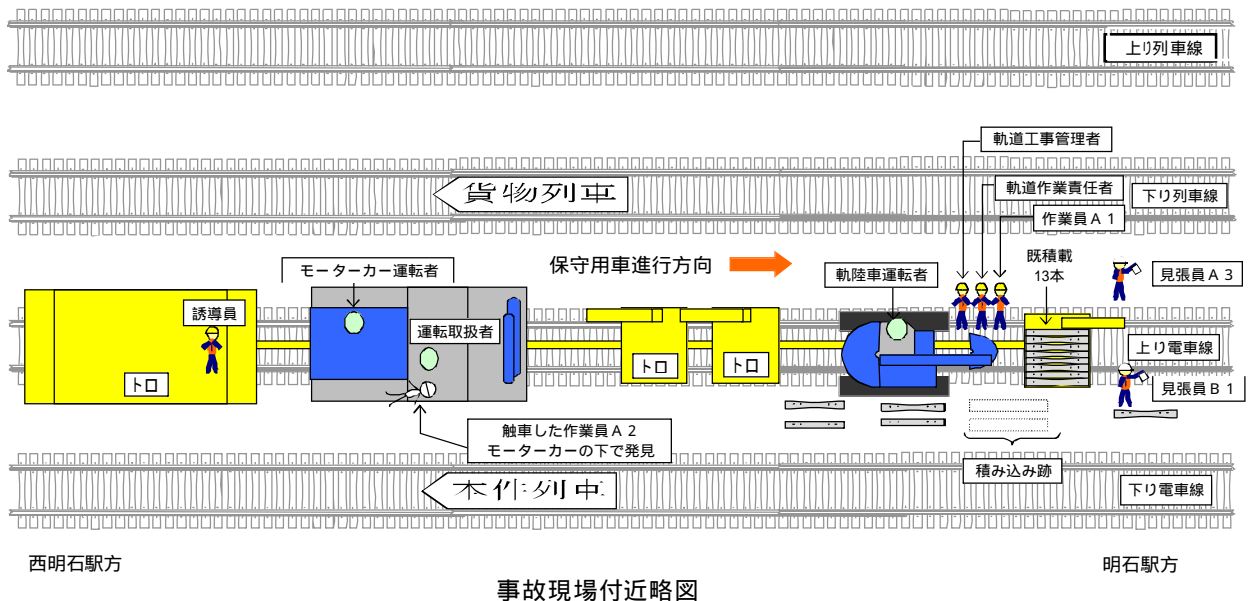 上り列車線
軌道工事管理者
貨物列車
軌道作業責任者
下り列車線
作業員A1
モーターカー運転者
保守用車進行方向
軌陸車運転者
既積載
13本
見張員A3
誘導員
運転取扱者
上り電車線
トロ
トロ
トロ
見張員B1
触車した作業員A2
モーターカーの下で発見
積み込み跡
本件列車
下り電車線
西明石駅方
明石駅方
事故現場付近略図